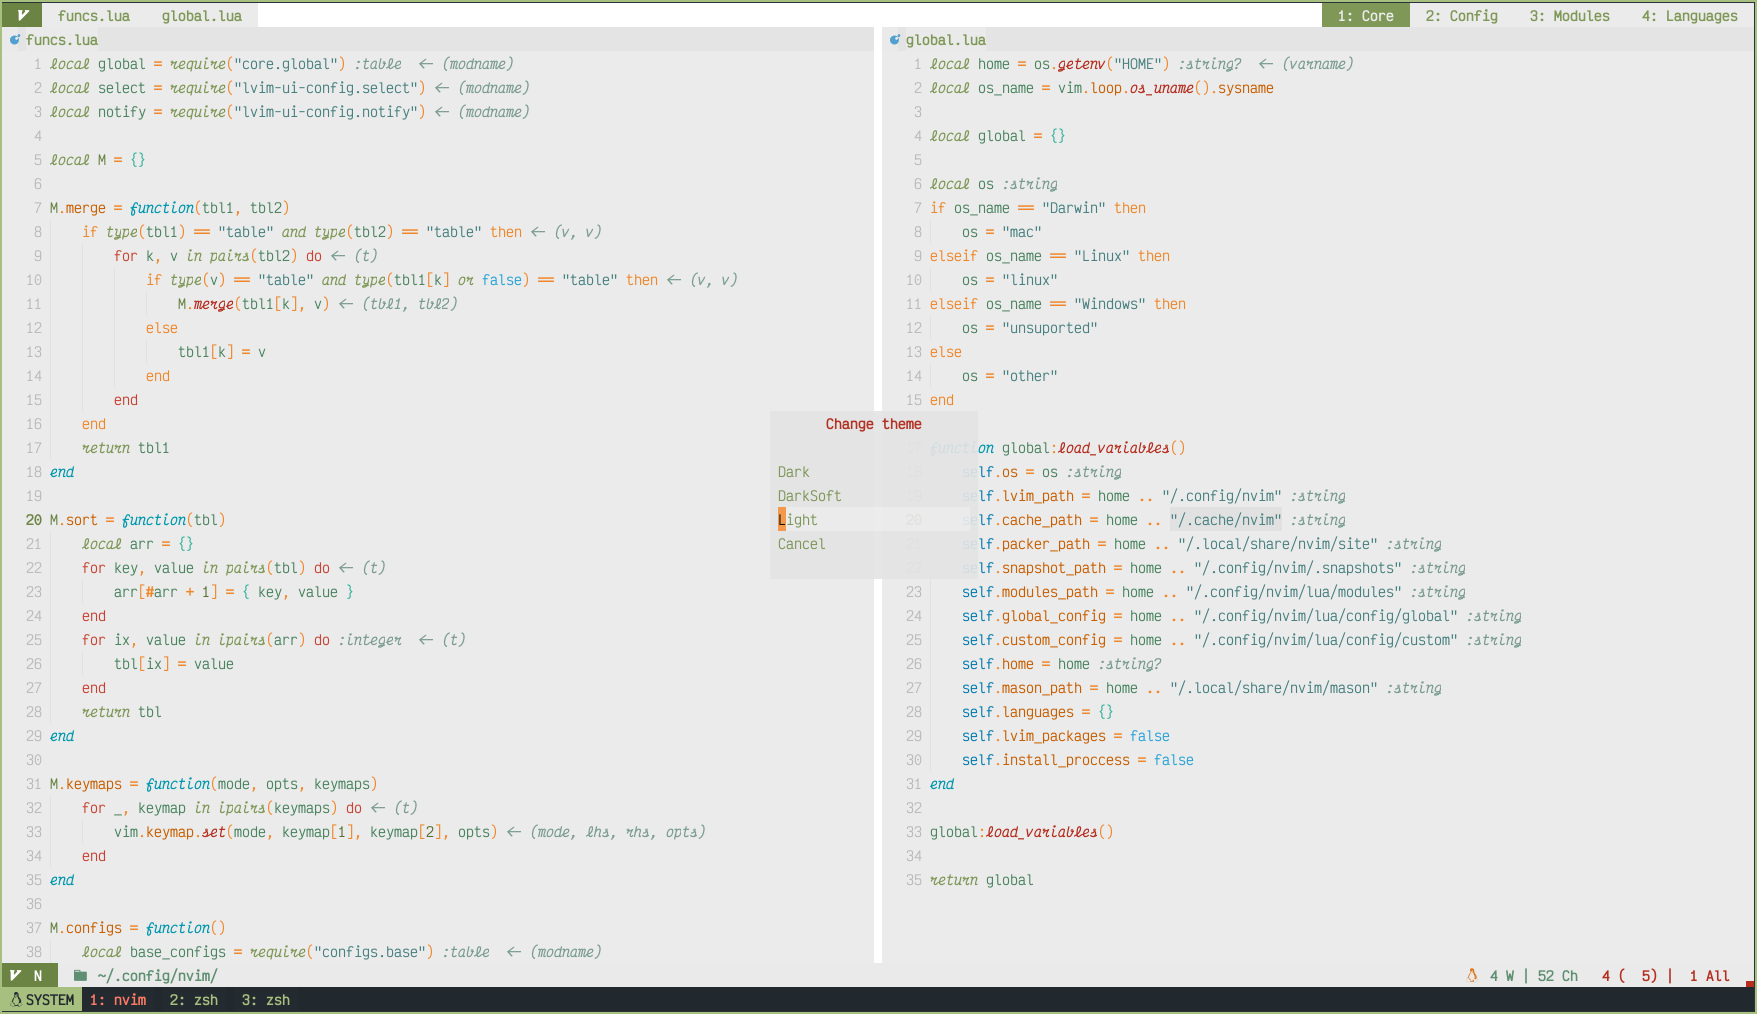 V funcs.lua global.lua 1: Core 2: Config 3: Modules 4: Languages
funcs.lua
1 local global = require("core.global") :table ← (modname)
2 local select = require("lvim-ui-config.select") ← (modname)
3 local notify = require("lvim-ui-config.notify") ← (modname)
4
5 local M = {}
6
7 M.merge = function(tbl1, tbl2)
8 if type(tbl1) == "table" and type(tbl2) == "table" then ← (v, v)
9 for k, v in pairs(tbl2) do ← (t)
10 if type(v) == "table" and type(tbl1[k] or false) == "table" then ← (v, v)
11 M.merge(tbl1[k], v) ← (tbl1, tbl2)
12 else
13 tbl1[k] = v
14 end
15 end
16 end
17 return tbl1
18 end
19
20 M.sort = function(tbl)
21 local arr = {}
22 for key, value in pairs(tbl) do ← (t)
23 arr[#arr + 1] = { key, value }
24 end
25 for ix, value in ipairs(arr) do :integer ← (t)
26 tbl[ix] = value
27 end
28 return tbl
29 end
30
31 M.keymaps = function(mode, opts, keymaps)
32 for _, keymap in ipairs(keymaps) do ← (t)
33 vim.keymap.set(mode, keymap[1], keymap[2], opts) ← (mode, lhs, rhs, opts)
34 end
35 end
36
37 M.configs = function()
38 local base_configs = require("configs.base") :table ← (modname)
global.lua
1 local home = os.getenv("HOME") :string? ← (varname)
2 local os_name = vim.loop.os_uname().sysname
3
4 local global = {}
5
6 local os :string
7 if os_name == "Darwin" then
8 os = "mac"
9 elseif os_name == "Linux" then
10 os = "linux"
11 elseif os_name == "Windows" then
12 os = "unsuported"
13 else
14 os = "other"
15 end
17 function global:load_variables()
self.os = os :string
self.lvim_path = home .. "/.config/nvim" :string
20 self.cache_path = home .. "/.cache/nvim" :string
self.packer_path = home .. "/.local/share/nvim/site" :string
self.snapshot_path = home .. "/.config/nvim/.snapshots" :string
23 self.modules_path = home .. "/.config/nvim/lua/modules" :string
24 self.global_config = home .. "/.config/nvim/lua/config/global" :string
25 self.custom_config = home .. "/.config/nvim/lua/config/custom" :string
26 self.home = home :string?
27 self.mason_path = home .. "/.local/share/nvim/mason" :string
28 self.languages = {}
29 self.lvim_packages = false
30 self.install_proccess = false
31 end
32
33 global:load_variables()
34
35 return global
Change theme
Dark
DarkSoft
Light
Cancel
V N ~/.config/nvim/ 4 W | 52 Ch 4 ( 5) | 1 All
SYSTEM 1: nvim 2: zsh 3: zsh